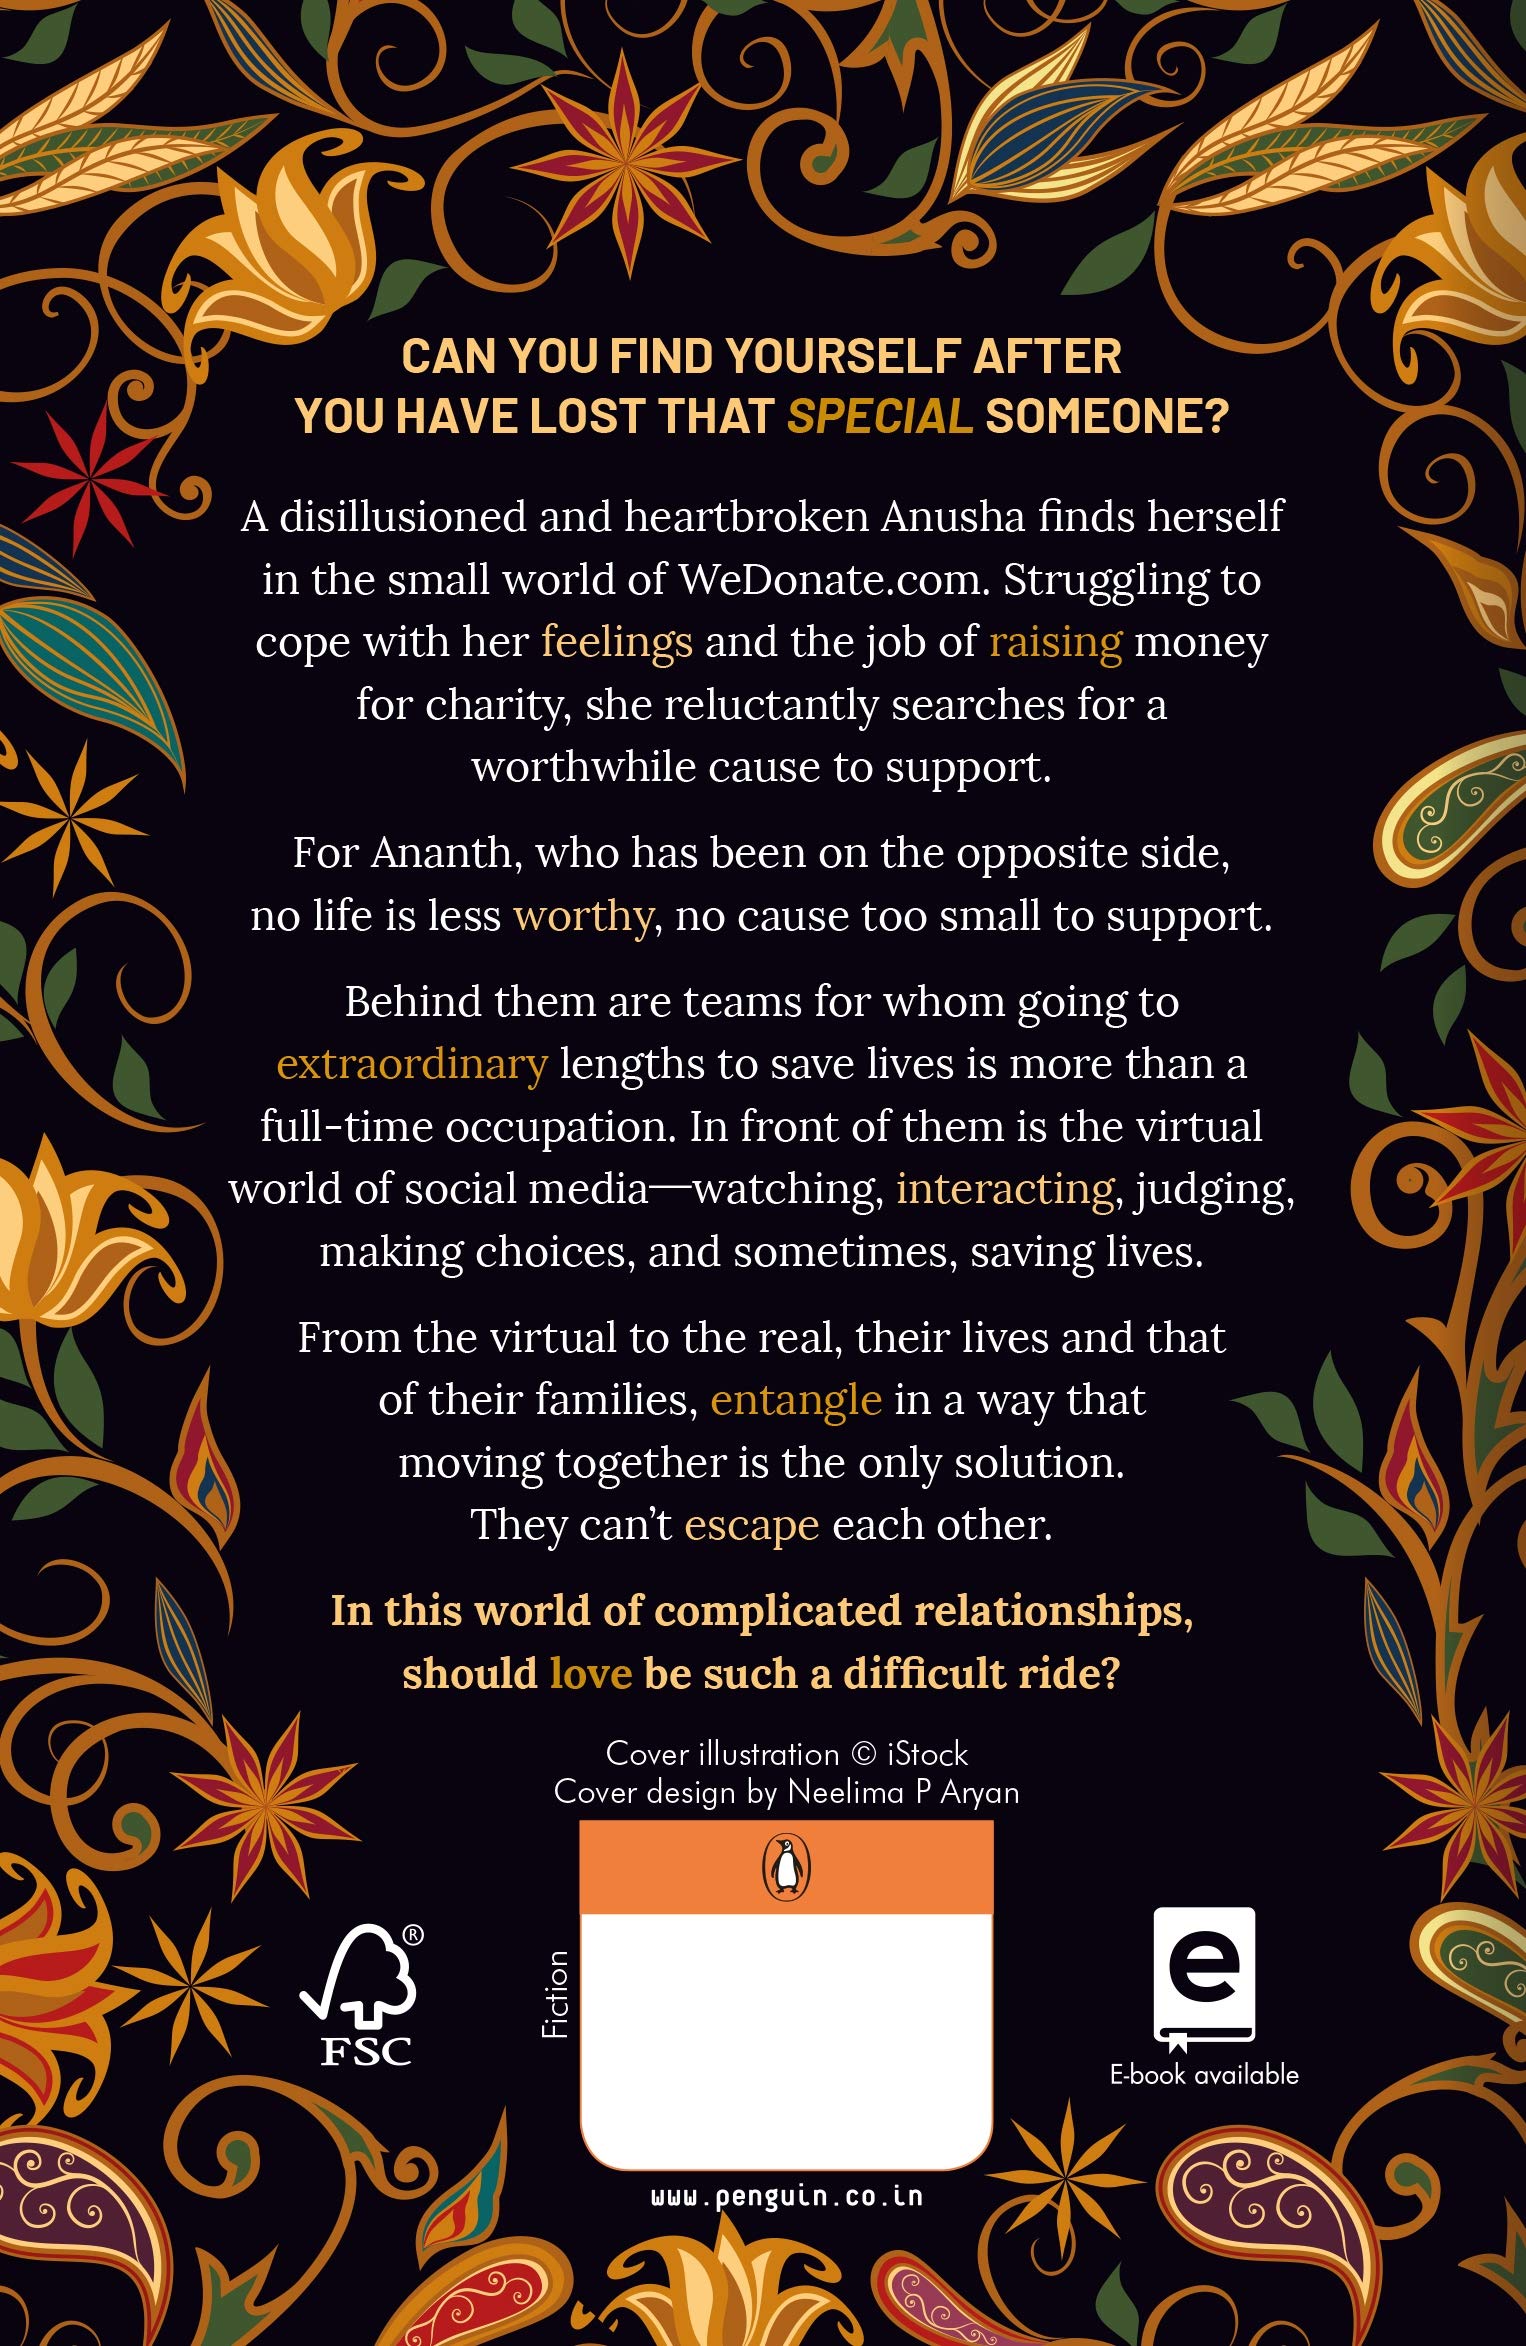 CAN YOU FIND YOURSELF AFTER
YOU HAVE LOST THAT SPECIAL SOMEONE?
A disillusioned and heartbroken Anusha finds herself
in the small world of WeDonate.com. Struggling to
cope with her feelings and the job of raising money
for charity, she reluctantly searches for a
worthwhile cause to support.
For Ananth, who has been on the opposite side,
no life is less worthy, no cause too small to support.
Behind them are teams for whom going to
extraordinary lengths to save lives is more than a
full-time occupation. In front of them is the virtual
world of social media—watching, interacting, judging,
making choices, and sometimes, saving lives.
From the virtual to the real, their lives and that
of their families, entangle in a way that
moving together is the only solution.
They can’t escape each other.
In this world of complicated relationships,
should love be such a difficult ride?
Cover illustration © iStock
Cover design by Neelima P Aryan
®
FSC
Fiction
e
E-book available
www.penguin.co.in